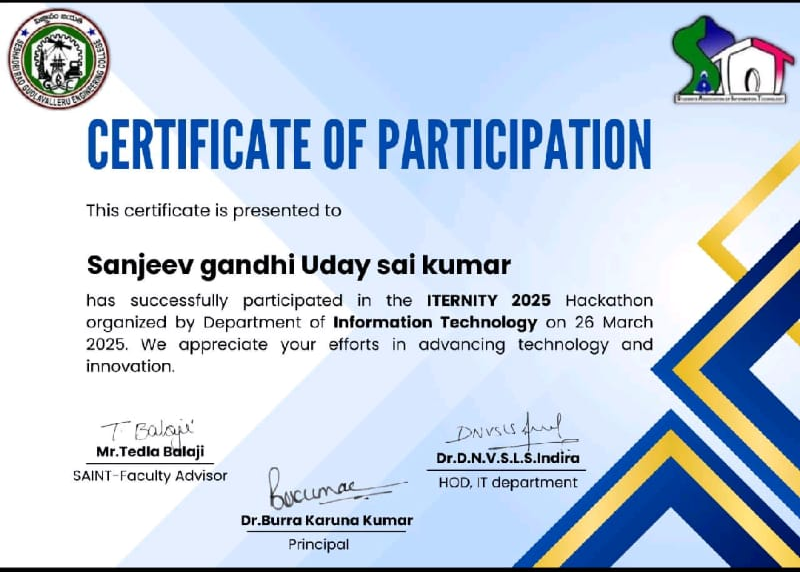 విజ్ఞానం జయతి
SESHADRI RAO GUDLAVALLERU ENGINEERING COLLEGE
STUDENTS ASSOCIATION OF INFORMATION TECHNOLOGY
CERTIFICATE OF PARTICIPATION
This certificate is presented to
Sanjeev gandhi Uday sai kumar
has successfully participated in the ITERNITY 2025 Hackathon
organized by Department of Information Technology on 26 March
2025. We appreciate your efforts in advancing technology and
innovation.
T Balaji
Mr.Tedla Balaji
SAINT-Faculty Advisor
DNVSLS
Dr.D.N.V.S.L.S.Indira
HOD, IT department
Dr.Burra Karuna Kumar
Principal